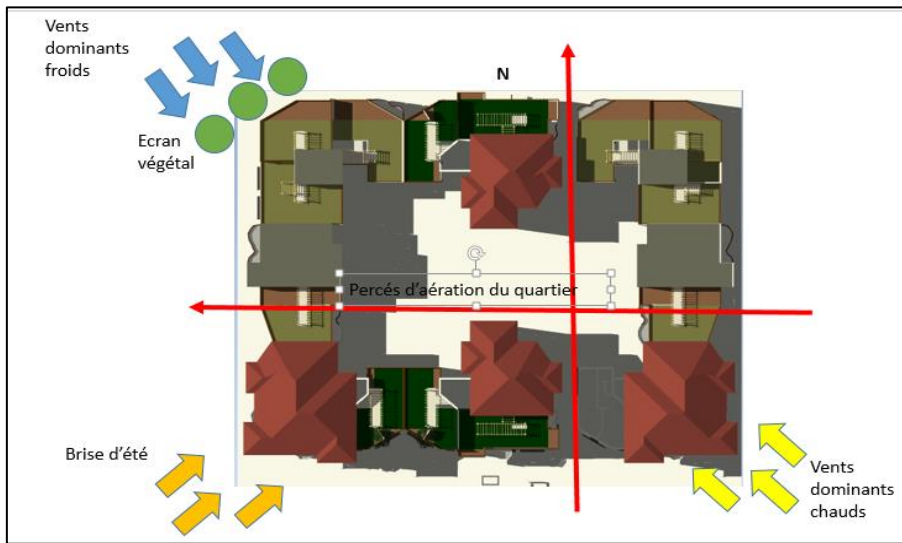 Vents
dominants
froids
N
Ecran
végétal
Percés d’aération du quartier
Brise d’été
Vents
dominants
chauds